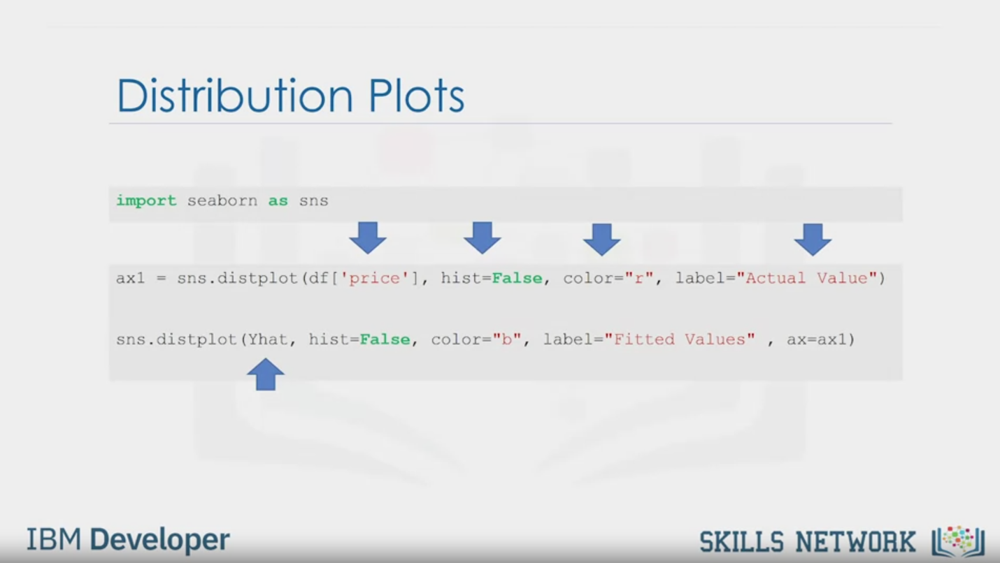 Distribution Plots
import seaborn as sns
ax1 = sns.distplot(df['price'], hist=False, color="r", label="Actual Value")
sns.distplot(Yhat, hist=False, color="b", label="Fitted Values" , ax=ax1)
IBM Developer
SKILLS NETWORK